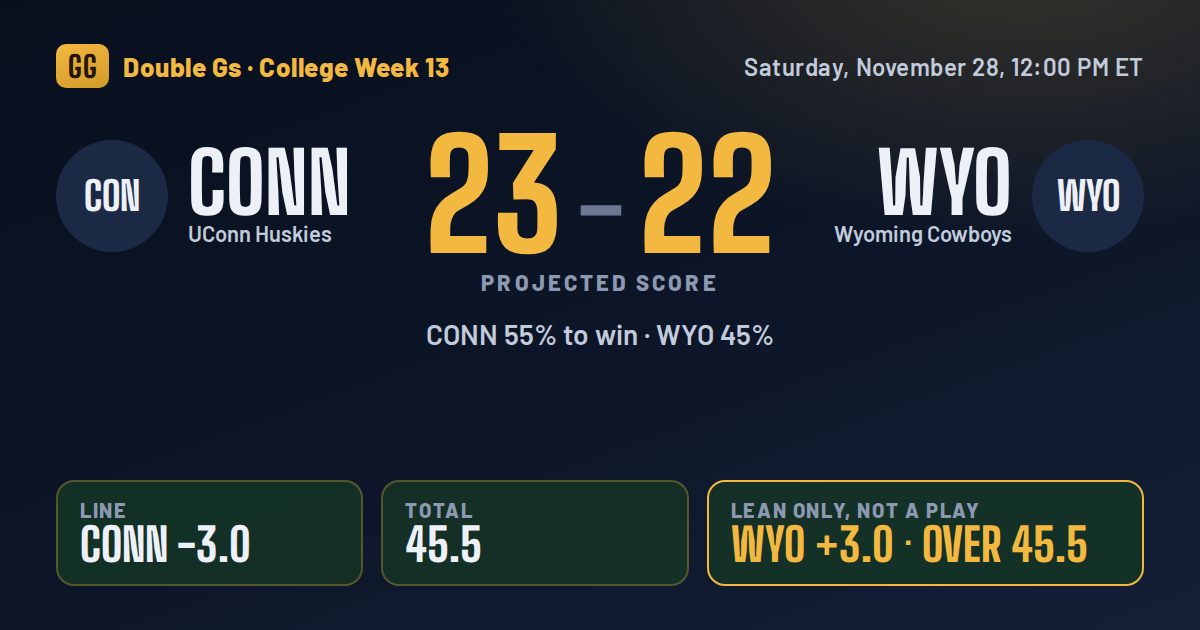 GG Double Gs · College Week 13
Saturday, November 28, 12:00 PM ET
CON
CONN
UConn Huskies
23 – 22
WYO
Wyoming Cowboys
WYO
PROJECTED SCORE
CONN 55% to win · WYO 45%
LINE
CONN −3.0
TOTAL
45.5
LEAN ONLY, NOT A PLAY
WYO +3.0 · OVER 45.5